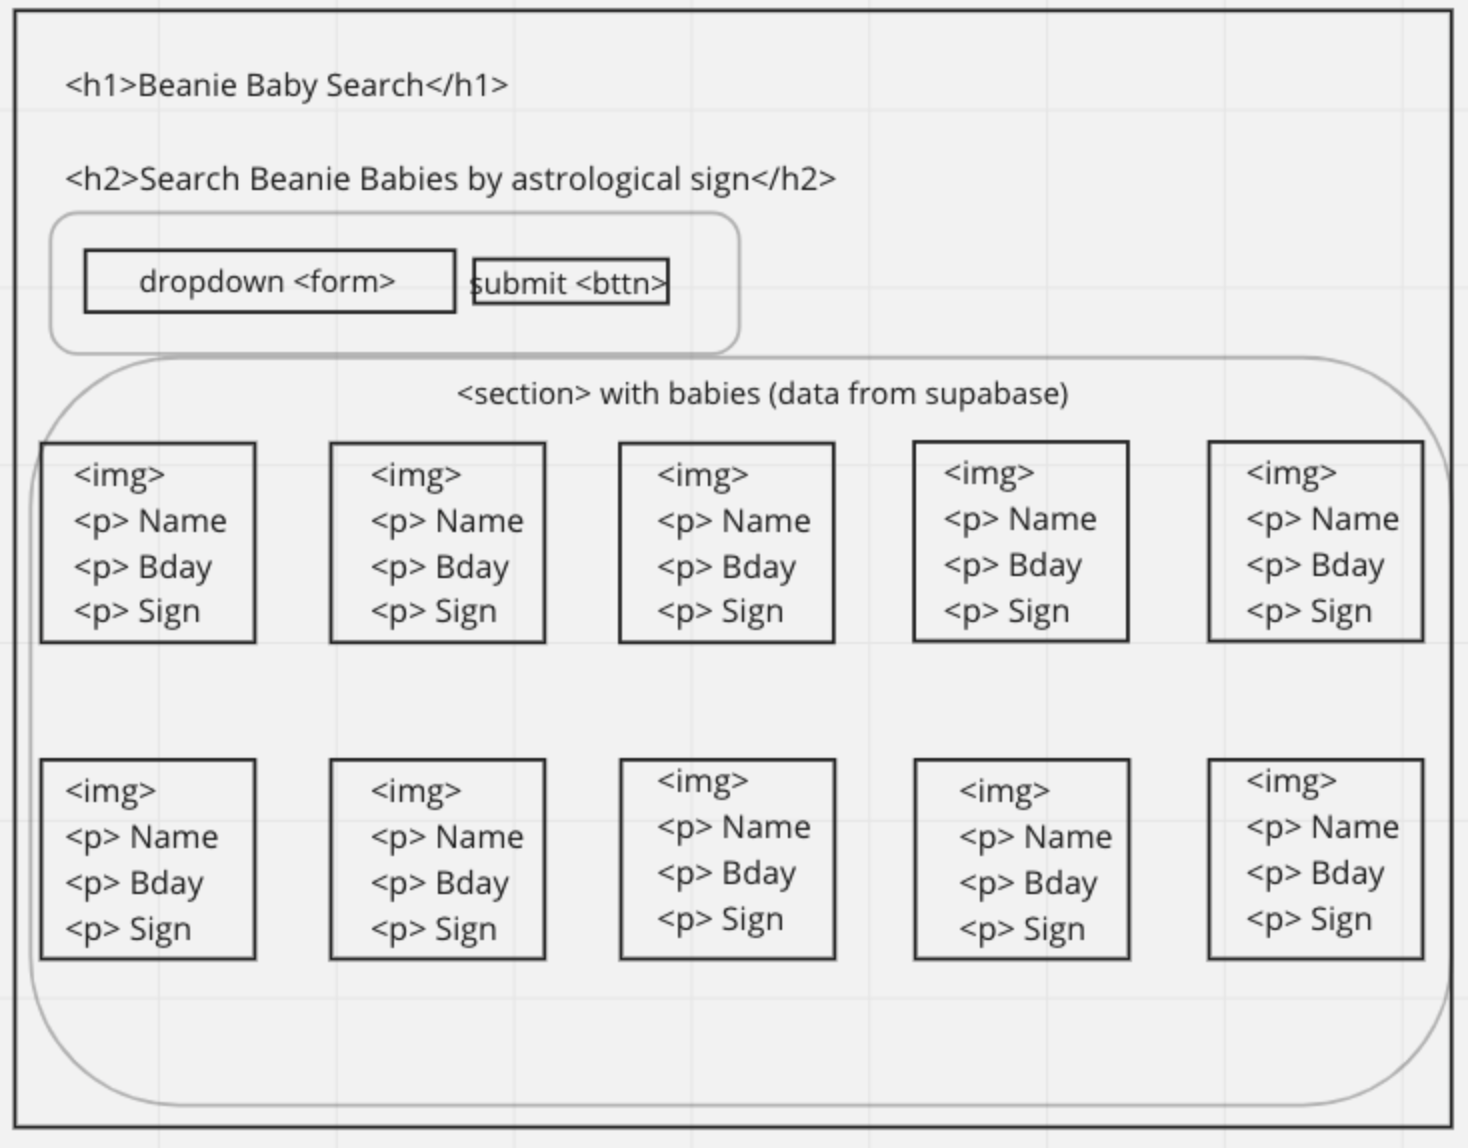 <h1>Beanie Baby Search</h1>
<h2>Search Beanie Babies by astrological sign</h2>
dropdown <form>
submit <bttn>
<section> with babies (data from supabase)
<img>
<p> Name
<p> Bday
<p> Sign
<img>
<p> Name
<p> Bday
<p> Sign
<img>
<p> Name
<p> Bday
<p> Sign
<img>
<p> Name
<p> Bday
<p> Sign
<img>
<p> Name
<p> Bday
<p> Sign
<img>
<p> Name
<p> Bday
<p> Sign
<img>
<p> Name
<p> Bday
<p> Sign
<img>
<p> Name
<p> Bday
<p> Sign
<img>
<p> Name
<p> Bday
<p> Sign
<img>
<p> Name
<p> Bday
<p> Sign